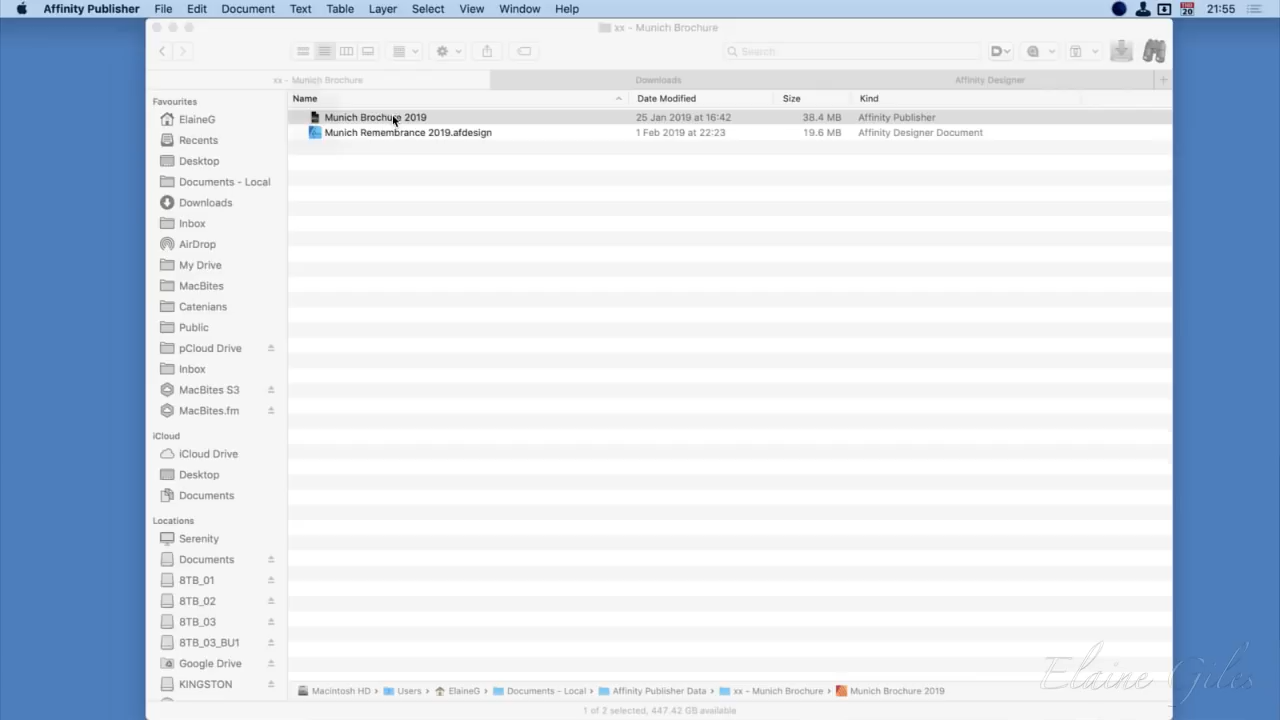 Affinity Publisher File Edit Document Text Table Layer Select View Window Help 20 21:55
xx - Munich Brochure
Search
xx - Munich Brochure Downloads Affinity Designer +
Name Date Modified Size Kind
Munich Brochure 2019 25 Jan 2019 at 16:42 38.4 MB Affinity Publisher
Munich Remembrance 2019.afdesign 1 Feb 2019 at 22:23 19.6 MB Affinity Designer Document
Favourites
ElaineG
Recents
Desktop
Documents - Local
Downloads
Inbox
AirDrop
My Drive
MacBites
Catenians
Public
pCloud Drive
Inbox
MacBites S3
MacBites.fm
iCloud
iCloud Drive
Desktop
Documents
Locations
Serenity
Documents
8TB_01
8TB_02
8TB_03
8TB_03_BU1
Google Drive
KINGSTON
Macintosh HD › Users › ElaineG › Documents - Local › Affinity Publisher Data › xx - Munich Brochure › Munich Brochure 2019
1 of 2 selected, 447.42 GB available
Elaine Giles